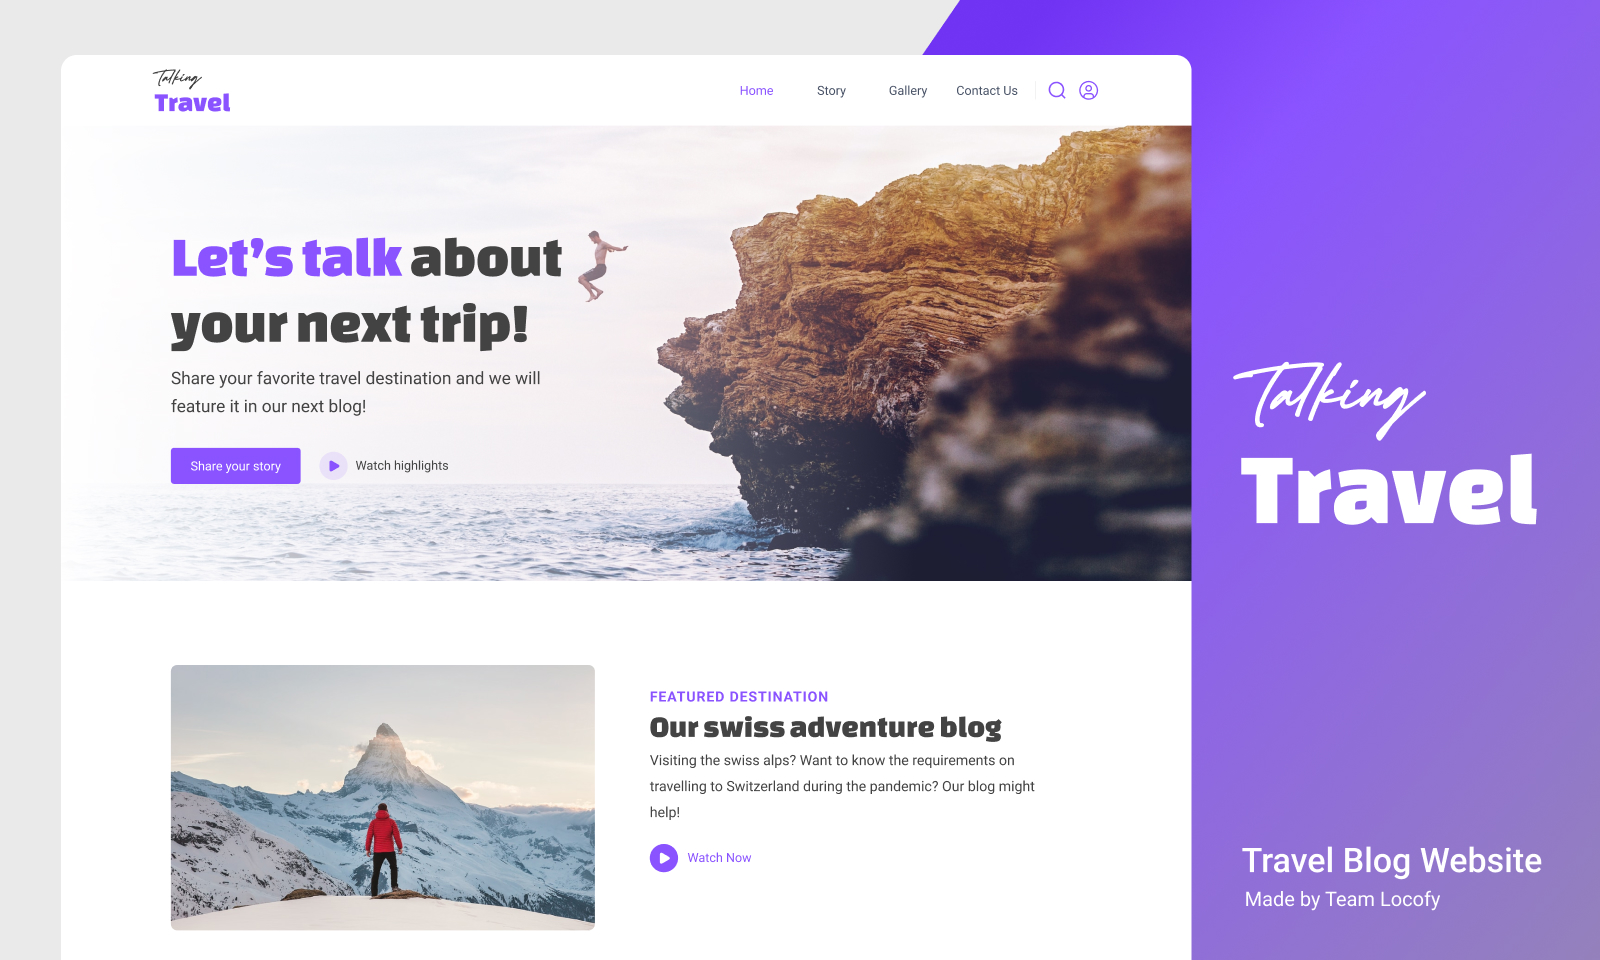 Talking
Travel
Home Story Gallery Contact Us
Let’s talk about
your next trip!
Share your favorite travel destination and we will
feature it in our next blog!
Share your story Watch highlights
FEATURED DESTINATION
Our swiss adventure blog
Visiting the swiss alps? Want to know the requirements on
travelling to Switzerland during the pandemic? Our blog might
help!
Watch Now
Talking
Travel
Travel Blog Website
Made by Team Locofy